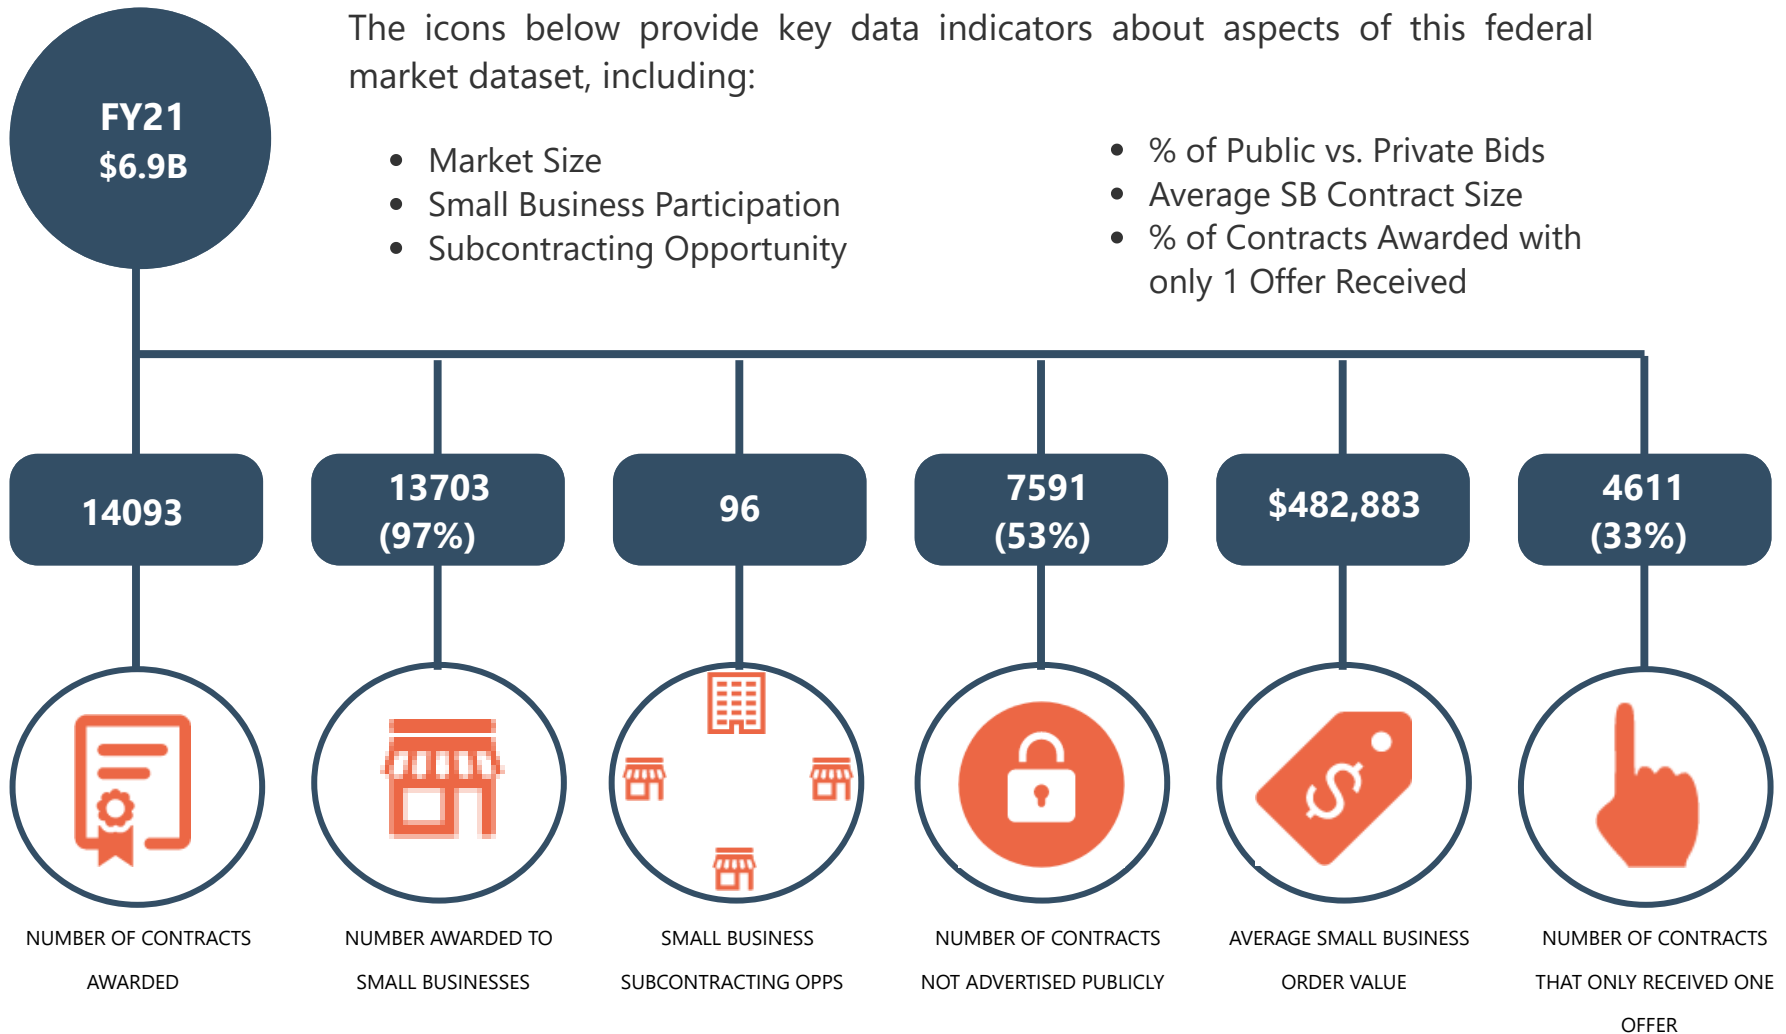 FY21
$6.9B
The icons below provide key data indicators about aspects of this federal
market dataset, including:
• Market Size
• Small Business Participation
• Subcontracting Opportunity
• % of Public vs. Private Bids
• Average SB Contract Size
• % of Contracts Awarded with
only 1 Offer Received
14093
13703
(97%)
96
7591
(53%)
$482,883
4611
(33%)
$
NUMBER OF CONTRACTS
AWARDED
NUMBER AWARDED TO
SMALL BUSINESSES
SMALL BUSINESS
SUBCONTRACTING OPPS
NUMBER OF CONTRACTS
NOT ADVERTISED PUBLICLY
AVERAGE SMALL BUSINESS
ORDER VALUE
NUMBER OF CONTRACTS
THAT ONLY RECEIVED ONE
OFFER